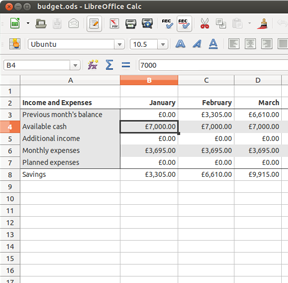 budget.ods - LibreOffice Calc
Ubuntu 10.5
B4 7000
A B C D
1
2 Income and Expenses January February March
3 Previous month's balance £0.00 £3,305.00 £6,610.00
4 Available cash £7,000.00 £7,000.00 £7,000.00
5 Additional income £0.00 £0.00 £0.00
6 Monthly expenses £3,695.00 £3,695.00 £3,695.00
7 Planned expenses £0.00 £0.00 £0.00
8 Savings £3,305.00 £6,610.00 £9,915.00
9
10
11
12
13
14
15
16
17